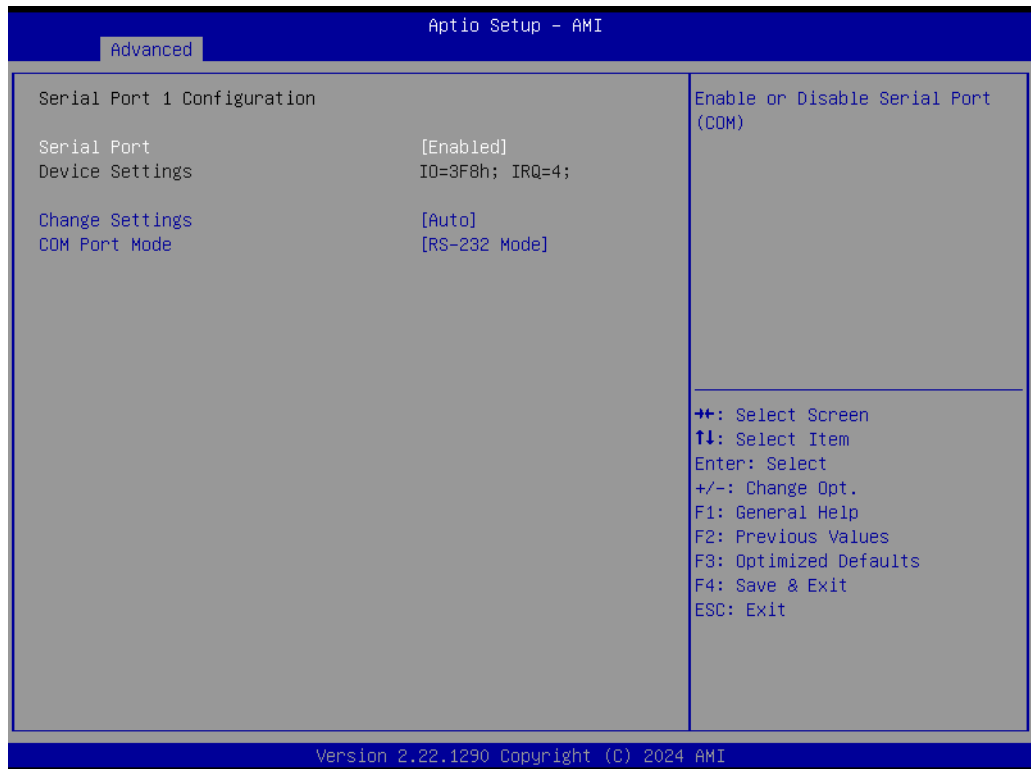 Aptio Setup – AMI
Advanced
Serial Port 1 Configuration
Serial Port [Enabled]
Device Settings IO=3F8h; IRQ=4;
Change Settings [Auto]
COM Port Mode [RS-232 Mode]
Enable or Disable Serial Port
(COM)
→←: Select Screen
↑↓: Select Item
Enter: Select
+/-: Change Opt.
F1: General Help
F2: Previous Values
F3: Optimized Defaults
F4: Save & Exit
ESC: Exit
Version 2.22.1290 Copyright (C) 2024 AMI